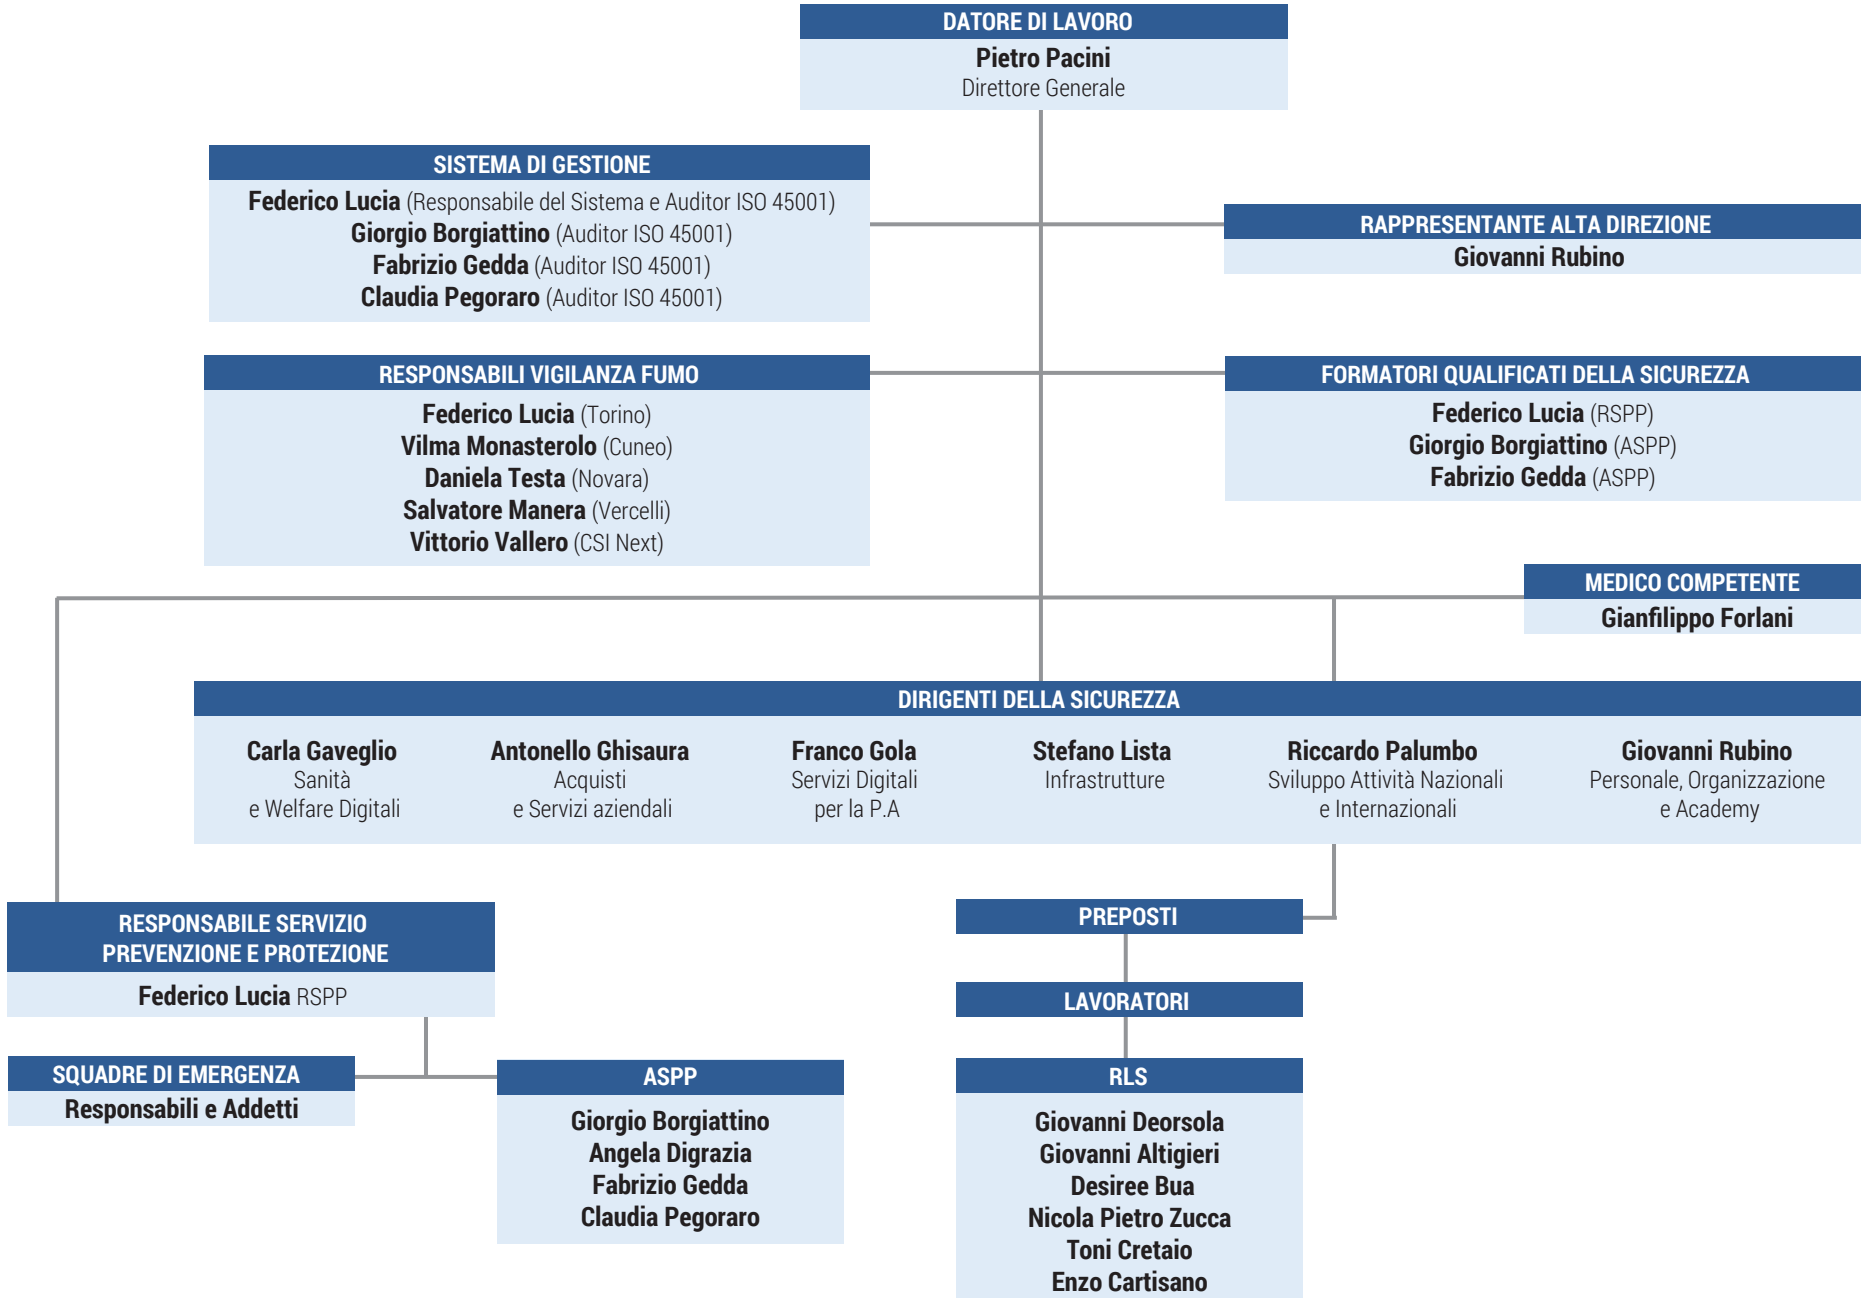 DATORE DI LAVORO
Pietro Pacini
Direttore Generale
SISTEMA DI GESTIONE
Federico Lucia (Responsabile del Sistema e Auditor ISO 45001)
Giorgio Borgiattino (Auditor ISO 45001)
Fabrizio Gedda (Auditor ISO 45001)
Claudia Pegoraro (Auditor ISO 45001)
RAPPRESENTANTE ALTA DIREZIONE
Giovanni Rubino
RESPONSABILI VIGILANZA FUMO
Federico Lucia (Torino)
Vilma Monasterolo (Cuneo)
Daniela Testa (Novara)
Salvatore Manera (Vercelli)
Vittorio Vallero (CSI Next)
FORMATORI QUALIFICATI DELLA SICUREZZA
Federico Lucia (RSPP)
Giorgio Borgiattino (ASPP)
Fabrizio Gedda (ASPP)
MEDICO COMPETENTE
Gianfilippo Forlani
DIRIGENTI DELLA SICUREZZA
Carla Gaveglio
Sanità
e Welfare Digitali
Antonello Ghisaura
Acquisti
e Servizi aziendali
Franco Gola
Servizi Digitali
per la P.A
Stefano Lista
Infrastrutture
Riccardo Palumbo
Sviluppo Attività Nazionali
e Internazionali
Giovanni Rubino
Personale, Organizzazione
e Academy
RESPONSABILE SERVIZIO
PREVENZIONE E PROTEZIONE
Federico Lucia RSPP
SQUADRE DI EMERGENZA
Responsabili e Addetti
ASPP
Giorgio Borgiattino
Angela Digrazia
Fabrizio Gedda
Claudia Pegoraro
PREPOSTI
LAVORATORI
RLS
Giovanni Deorsola
Giovanni Altigieri
Desiree Bua
Nicola Pietro Zucca
Toni Cretaio
Enzo Cartisano